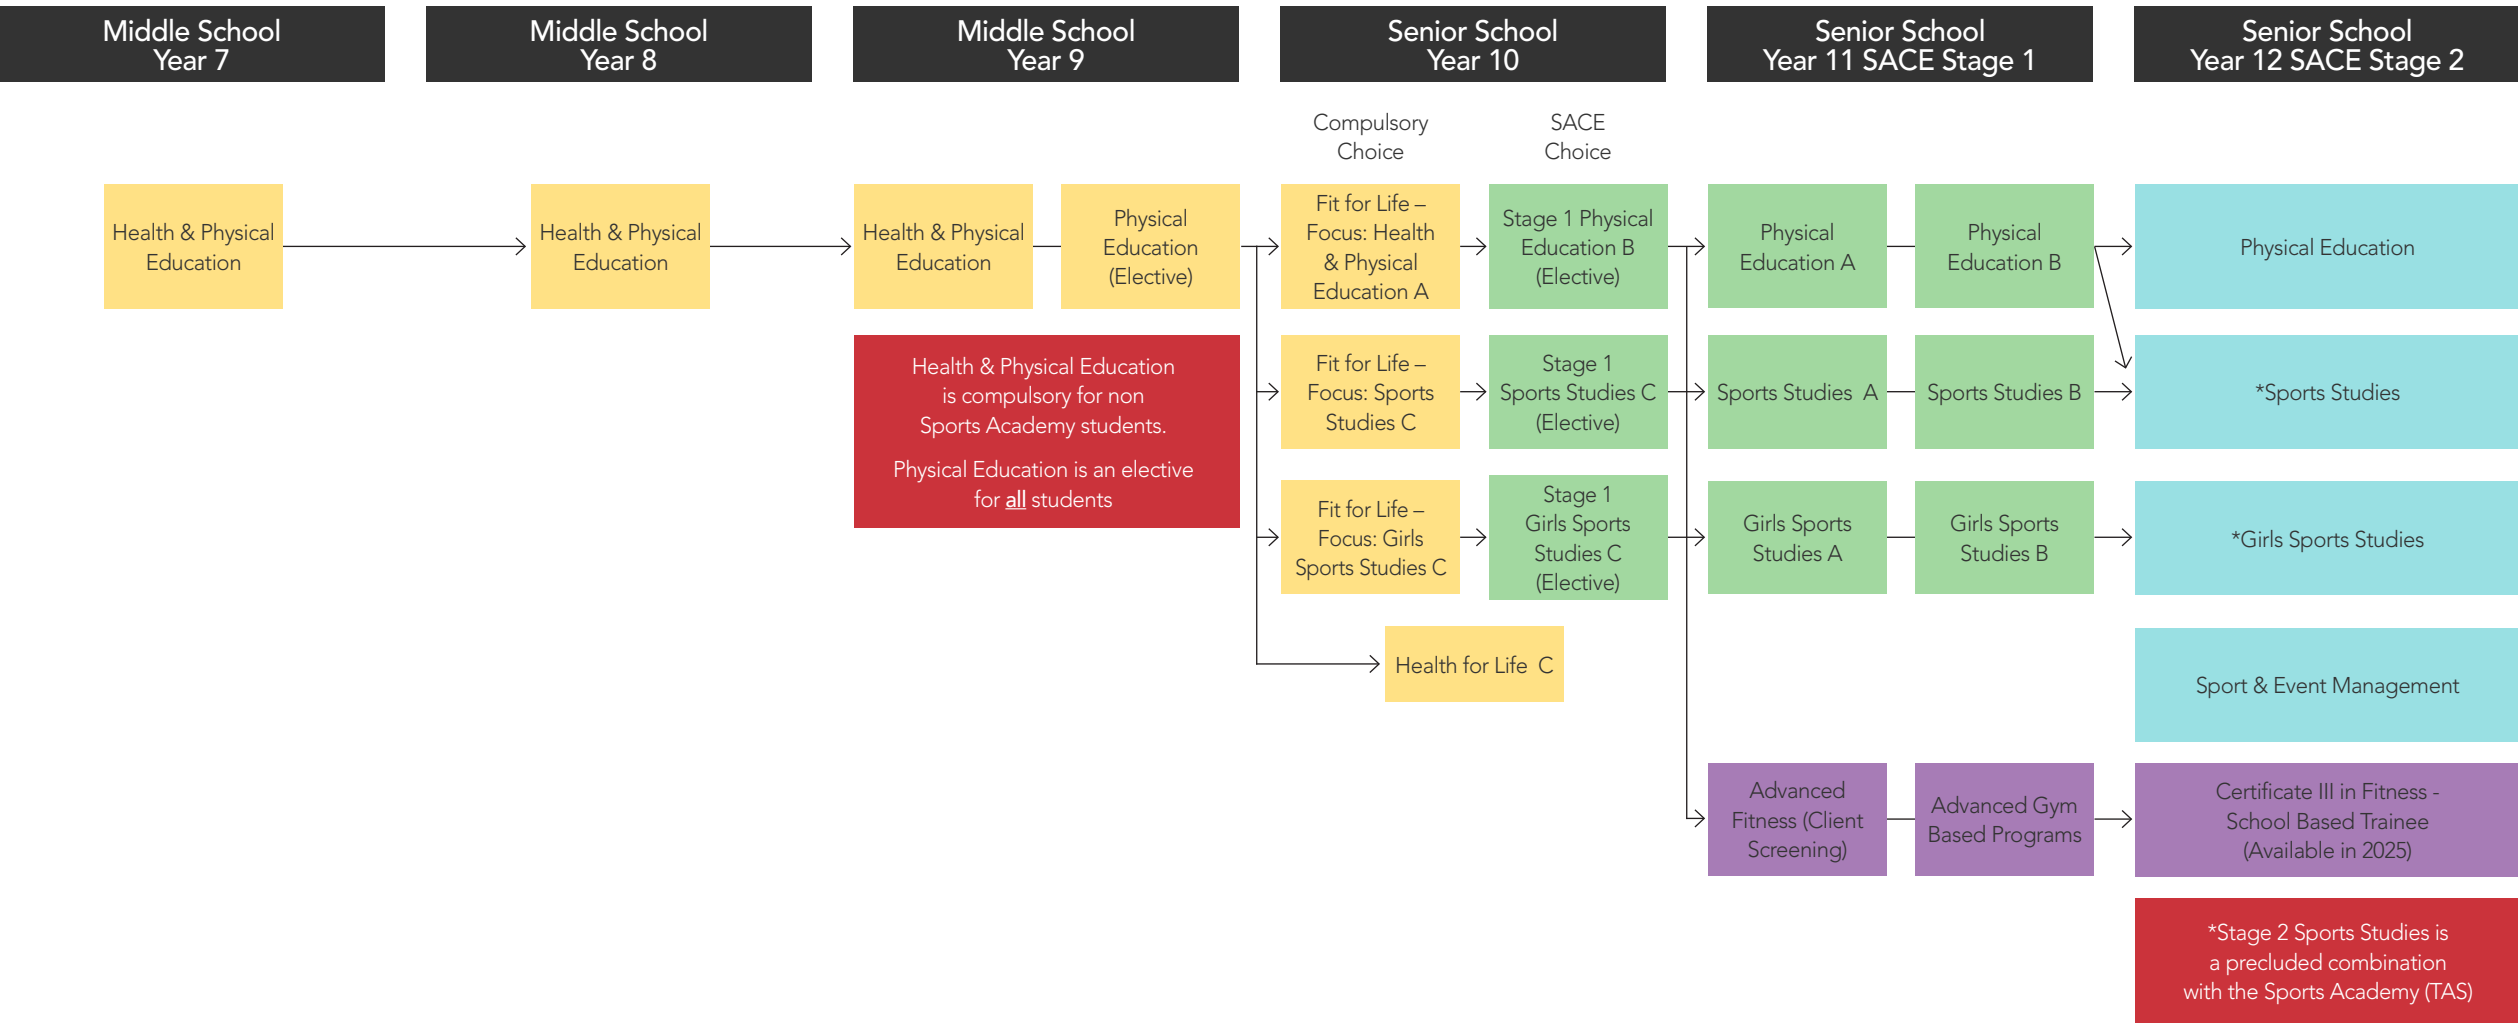 Middle School
Year 7
Middle School
Year 8
Middle School
Year 9
Senior School
Year 10
Senior School
Year 11 SACE Stage 1
Senior School
Year 12 SACE Stage 2
Compulsory
Choice
SACE
Choice
Health & Physical
Education
Health & Physical
Education
Health & Physical
Education
Physical
Education
(Elective)
Fit for Life –
Focus: Health
& Physical
Education A
Stage 1 Physical
Education B
(Elective)
Physical
Education A
Physical
Education B
Physical Education
Health & Physical Education
is compulsory for non
Sports Academy students.
Physical Education is an elective
for all students
Fit for Life –
Focus: Sports
Studies C
Stage 1
Sports Studies C
(Elective)
Sports Studies A
Sports Studies B
*Sports Studies
Fit for Life –
Focus: Girls
Sports Studies C
Stage 1
Girls Sports
Studies C
(Elective)
Girls Sports
Studies A
Girls Sports
Studies B
*Girls Sports Studies
Health for Life C
Sport & Event Management
Advanced
Fitness (Client
Screening)
Advanced Gym
Based Programs
Certificate III in Fitness -
School Based Trainee
(Available in 2025)
*Stage 2 Sports Studies is
a precluded combination
with the Sports Academy (TAS)